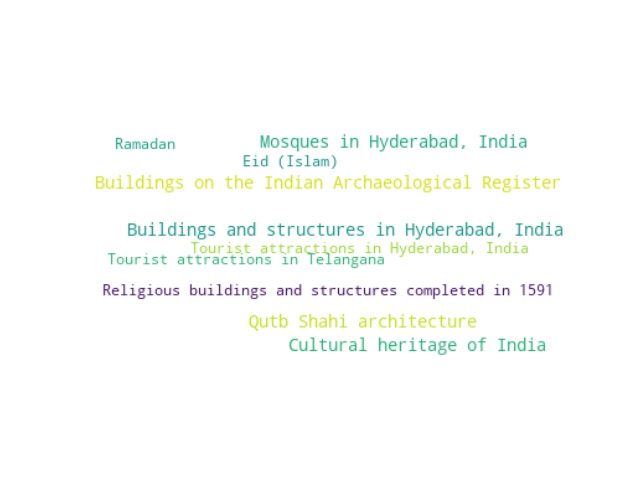 Mosques in Hyderabad, India
Ramadan
Eid (Islam)
Buildings on the Indian Archaeological Register
Buildings and structures in Hyderabad, India
Tourist attractions in Hyderabad, India
Tourist attractions in Telangana
Religious buildings and structures completed in 1591
Qutb Shahi architecture
Cultural heritage of India